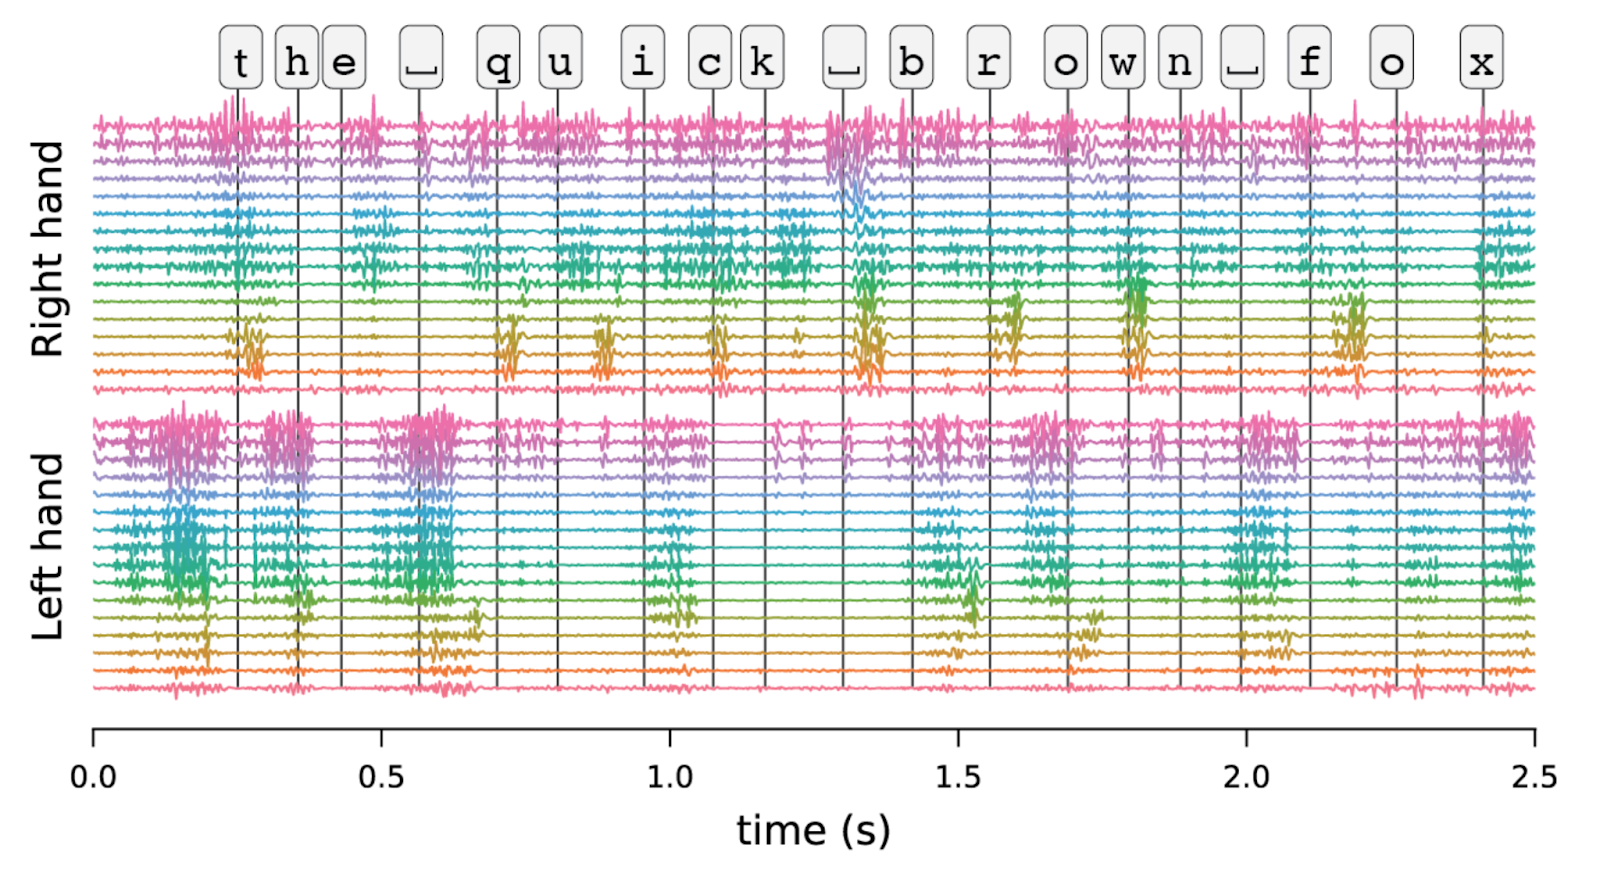 t h e ␣ q u i c k ␣ b r o w n ␣ f o x
Right hand
Left hand
0.0 0.5 1.0 1.5 2.0 2.5
time (s)